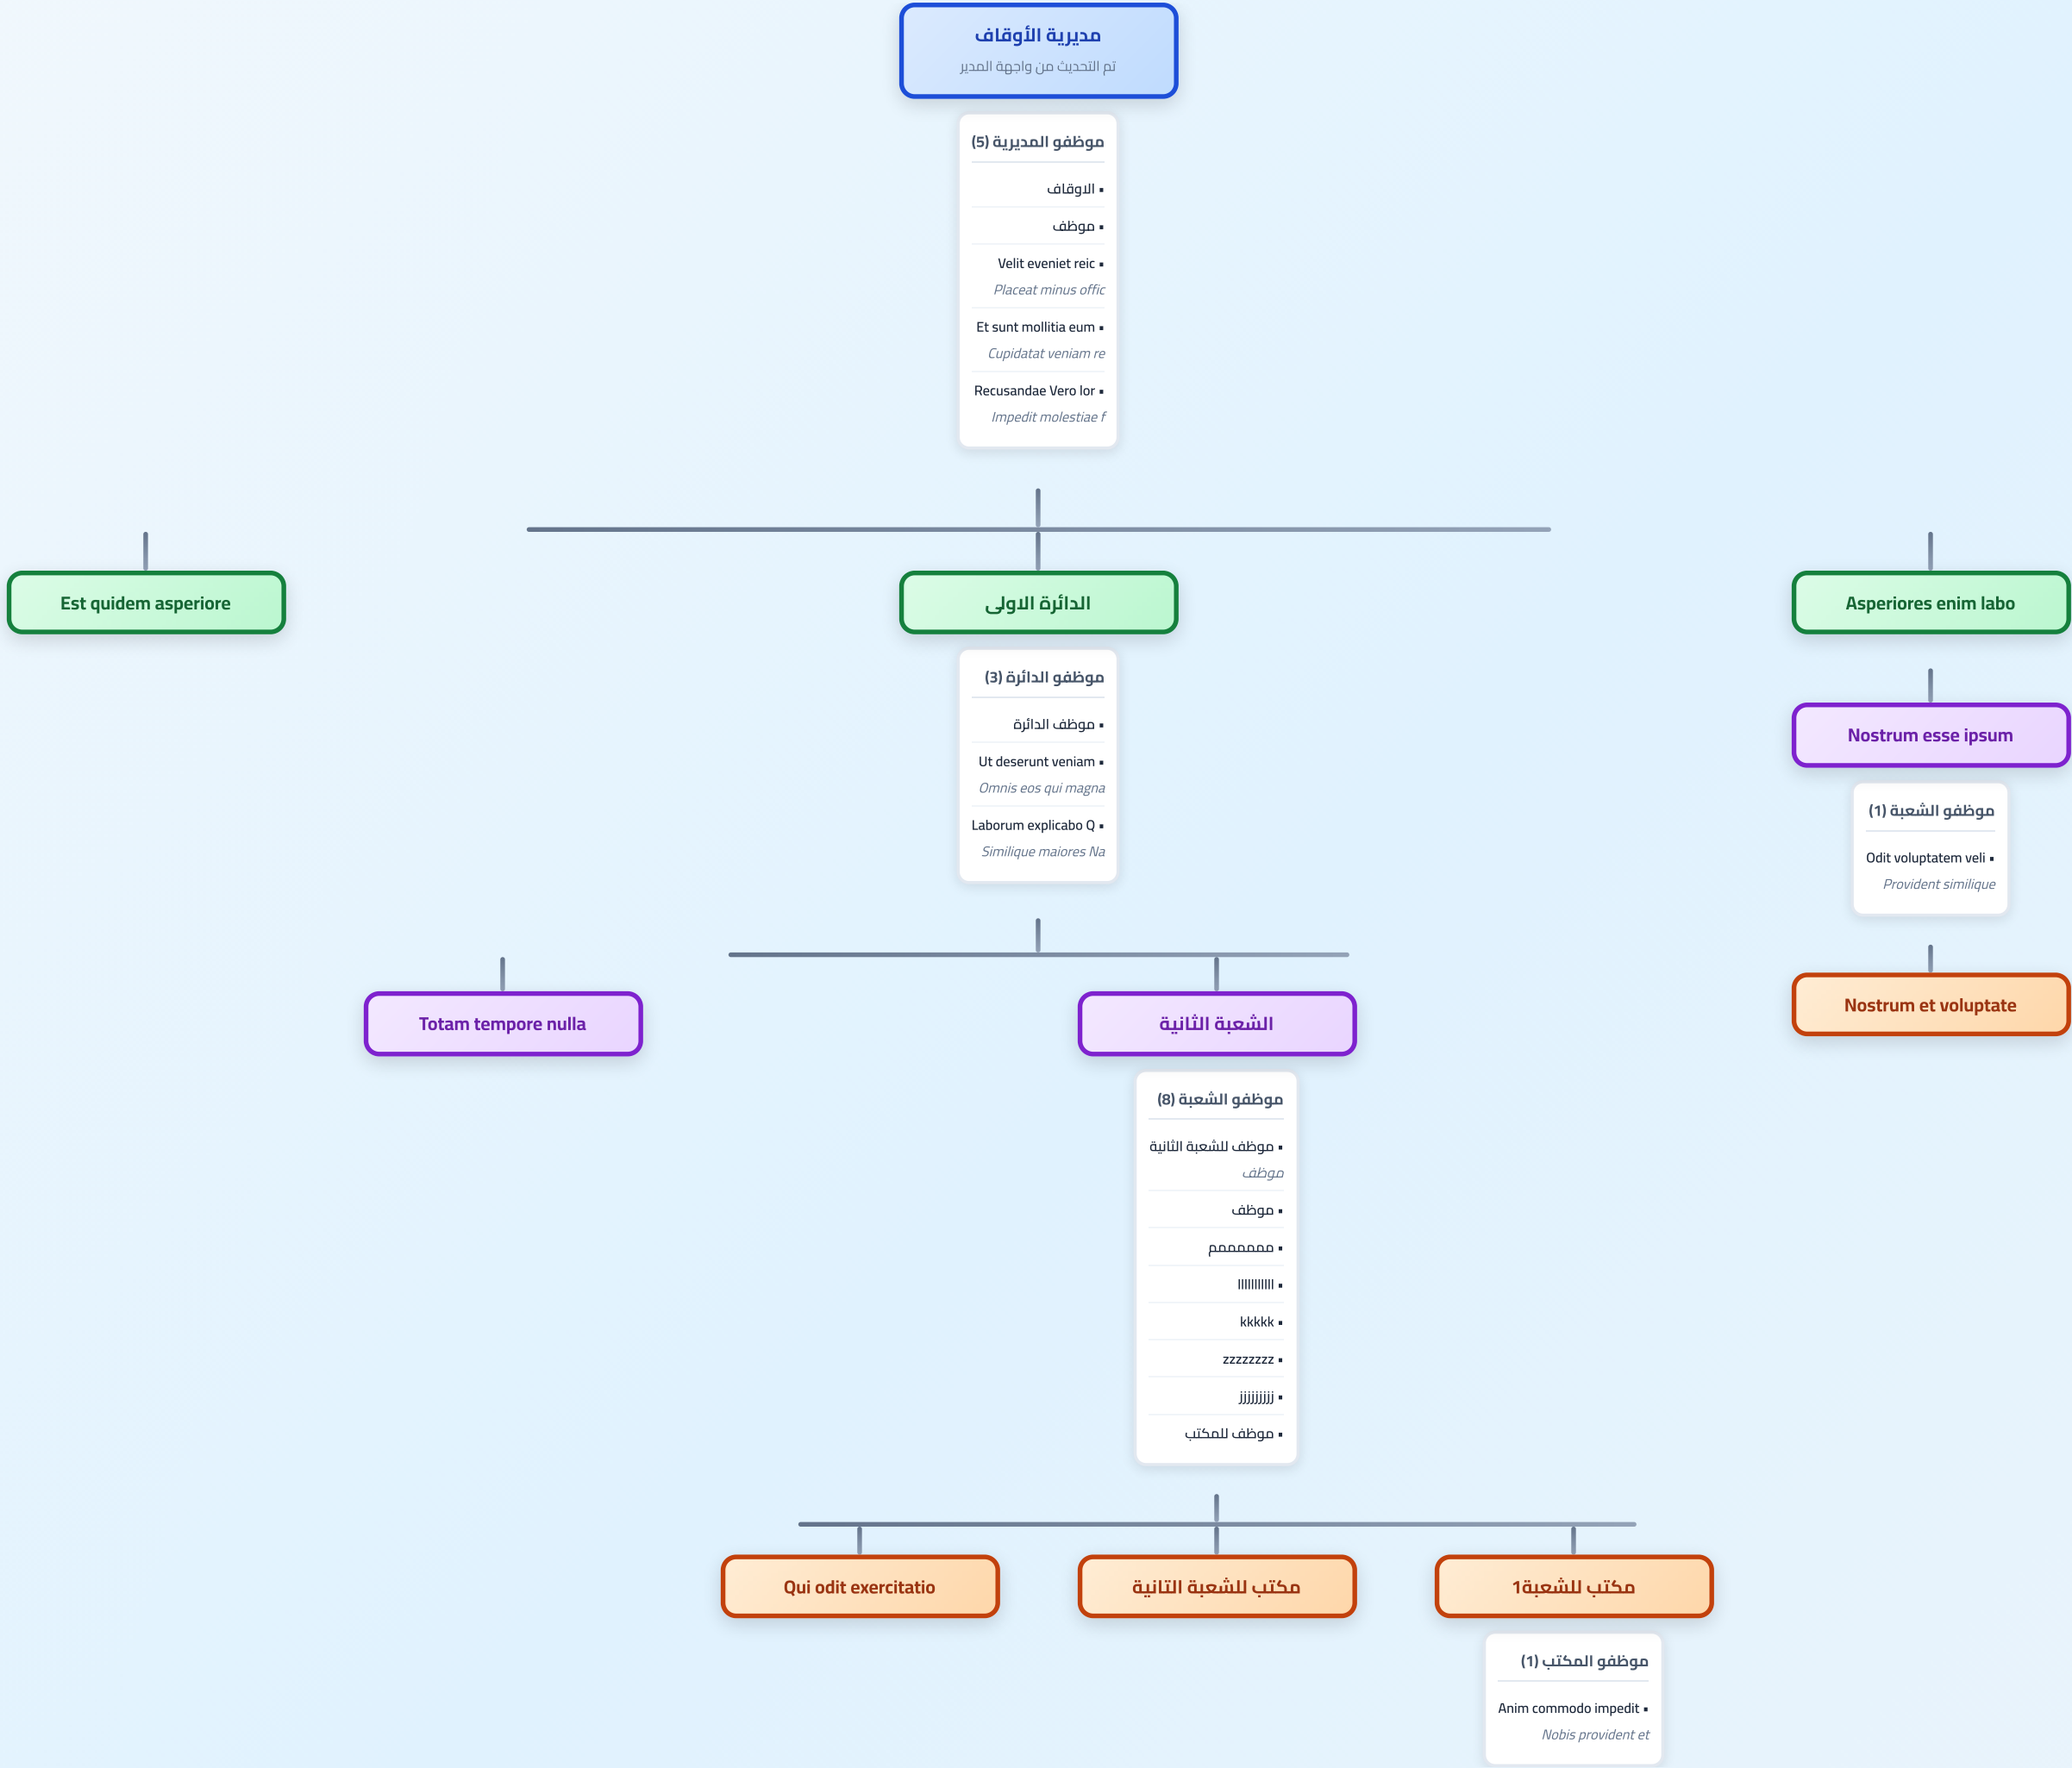 مديرية الأوقاف
تم التحديث من واجهة المدير
موظفو المديرية (5)
▪ الاوقاف
▪ موظف
▪ Velit eveniet reic
Placeat minus offic
▪ Et sunt mollitia eum
Cupidatat veniam re
▪ Recusandae Vero lor
Impedit molestiae f
Asperiores enim labo
الدائرة الاولى
Est quidem asperiore
موظفو الدائرة (3)
▪ موظف الدائرة
▪ Ut deserunt veniam
Omnis eos qui magna
▪ Laborum explicabo Q
Similique maiores Na
Nostrum esse ipsum
موظفو الشعبة (1)
▪ Odit voluptatem veli
Provident similique
Nostrum et voluptate
الشعبة الثانية
Totam tempore nulla
موظفو الشعبة (8)
▪ موظف للشعبة الثانية
موظف
▪ موظف
▪ ممممممم
▪ lllllllllll
▪ kkkkk
▪ zzzzzzzz
▪ jjjjjjjjjj
▪ موظف للمكتب
مكتب للشعبة1
مكتب للشعبة التانية
Qui odit exercitatio
موظفو المكتب (1)
▪ Anim commodo impedit
Nobis provident et